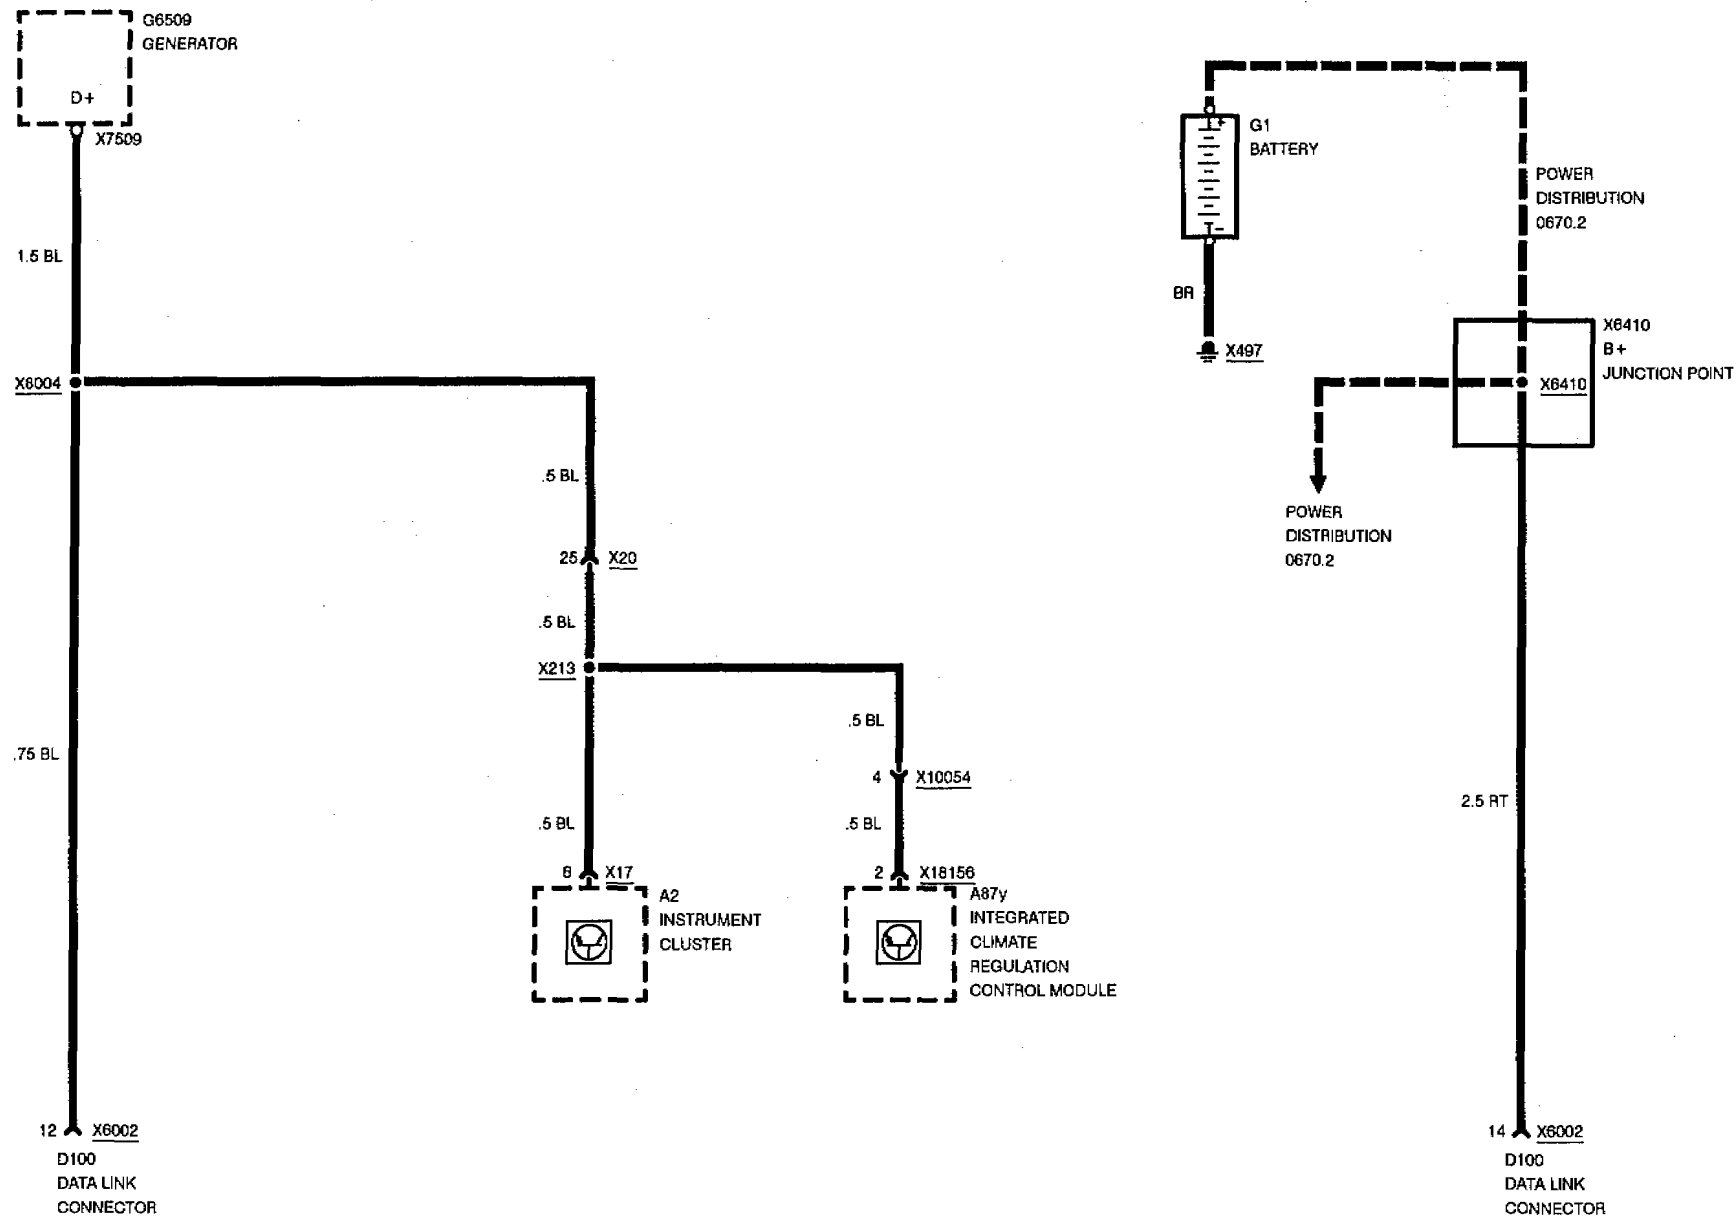 G6509
GENERATOR
D+
X7509
1.5 BL
X8004
.5 BL
25
X20
.5 BL
X213
.5 BL
4
X10054
.75 BL
.5 BL
.5 BL
8
X17
2
X18156
A2
INSTRUMENT
CLUSTER
A87y
INTEGRATED
CLIMATE
REGULATION
CONTROL MODULE
12
X6002
D100
DATA LINK
CONNECTOR
+
G1
BATTERY
-
BR
X497
POWER
DISTRIBUTION
0670.2
X6410
B+
JUNCTION POINT
X6410
POWER
DISTRIBUTION
0670.2
2.5 RT
14
X6002
D100
DATA LINK
CONNECTOR